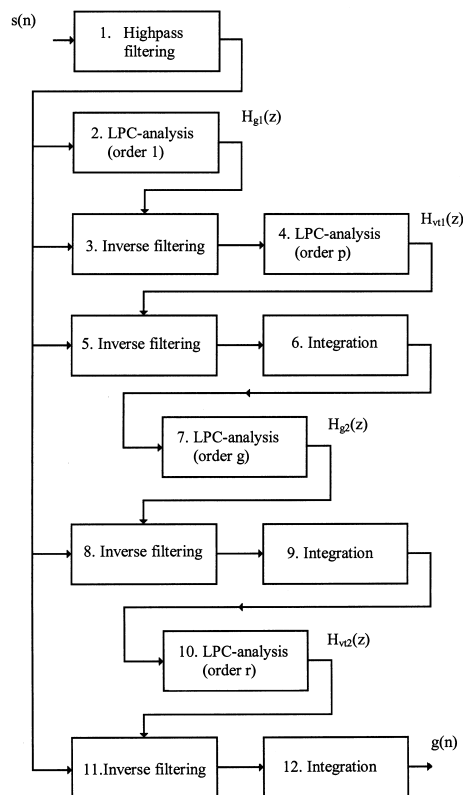 s(n)
1. Highpass
filtering
2. LPC-analysis
(order 1)
Hg1(z)
3. Inverse filtering
4. LPC-analysis
(order p)
Hvt1(z)
5. Inverse filtering
6. Integration
7. LPC-analysis
(order g)
Hg2(z)
8. Inverse filtering
9. Integration
10. LPC-analysis
(order r)
Hvt2(z)
11.Inverse filtering
12. Integration
g(n)